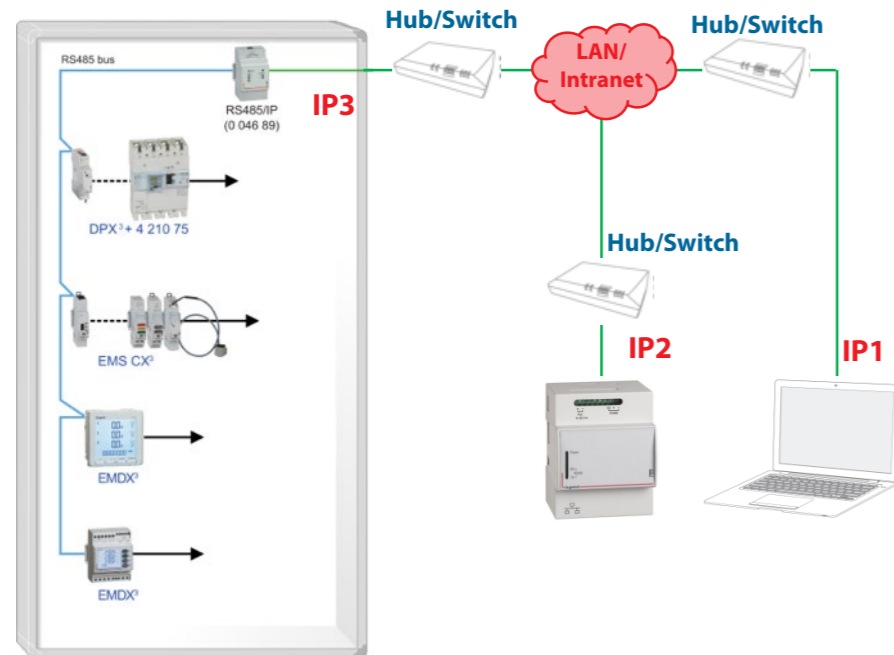 Hub/Switch
Hub/Switch
LAN/
Intranet
RS485 bus
RS485/IP
(0 046 89)
IP3
DPX³+ 4 210 75
Hub/Switch
EMS CX³
IP2
IP1
EMDX³
EMDX³